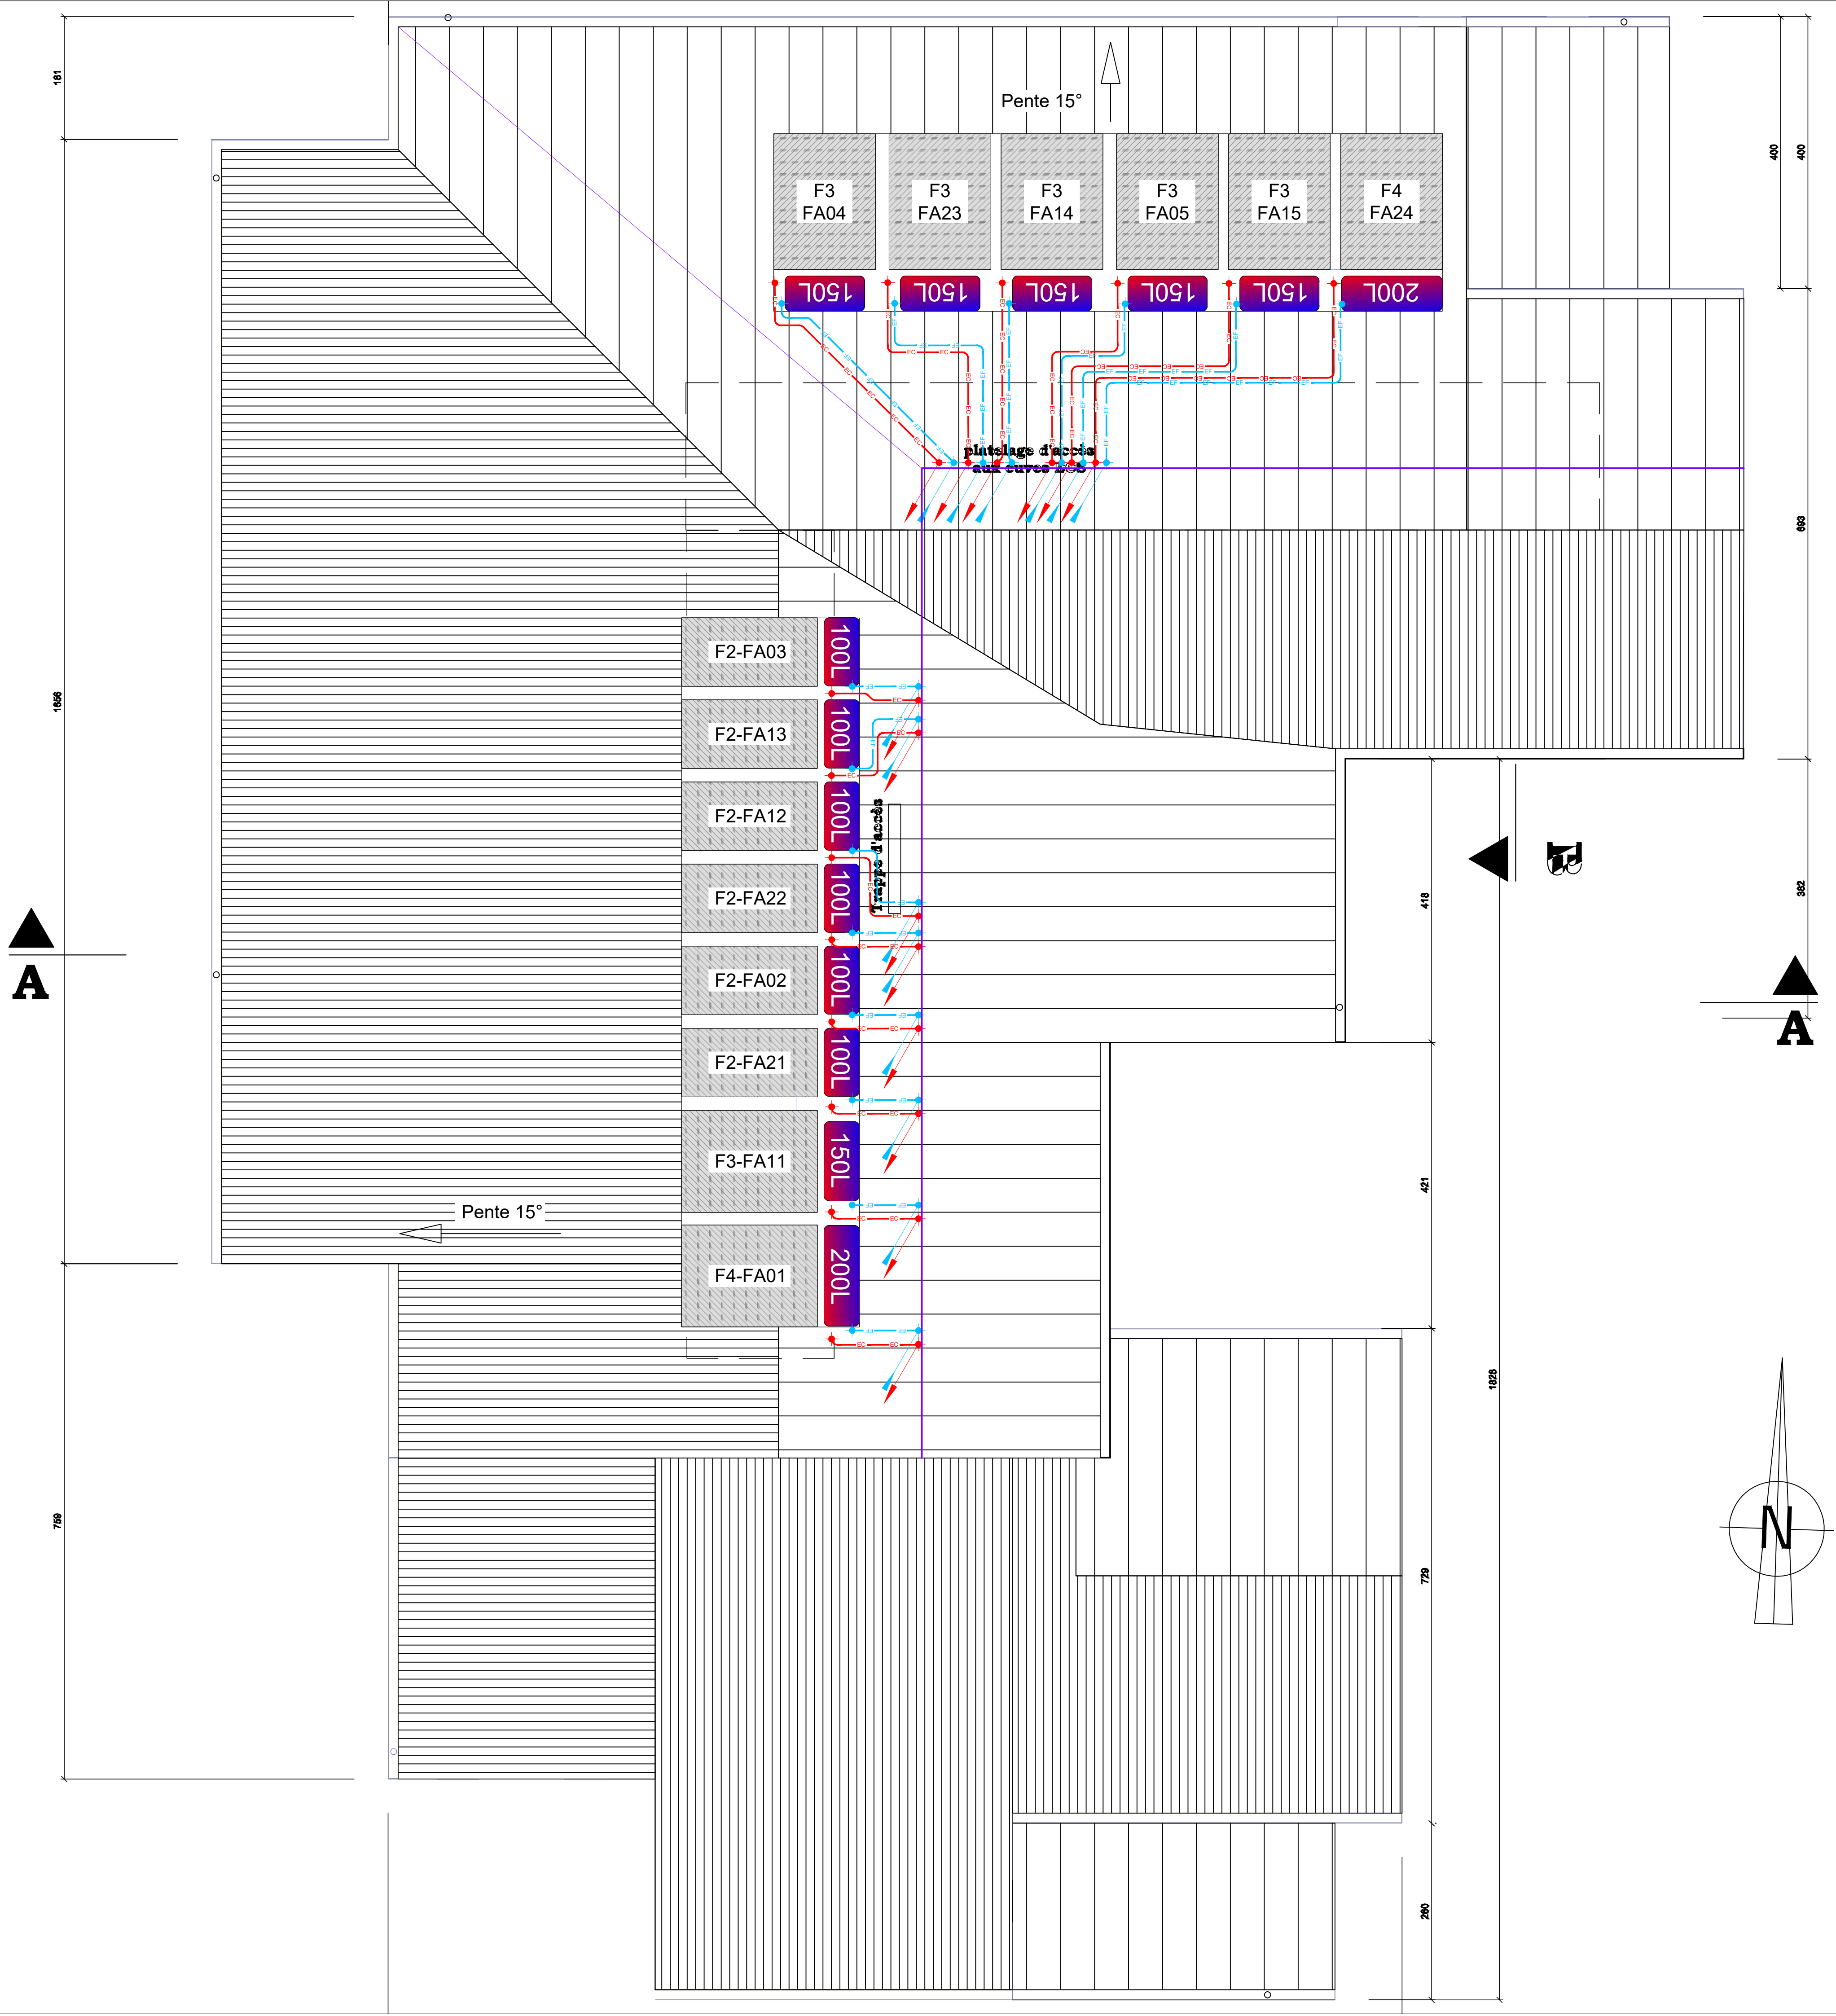 181
Pente 15°
400
400
F3
FA04
F3
FA23
F3
FA14
F3
FA05
F3
FA15
F4
FA24
150L
150L
150L
150L
150L
200L
EC
EF
platelage d'accès
aux cuves ECS
693
1656
F2-FA03
100L
F2-FA13
100L
F2-FA12
100L
Trappe d'accès
F2-FA22
100L
F2-FA02
100L
F2-FA21
100L
F3-FA11
150L
F4-FA01
200L
Pente 15°
418
382
A
A
421
1828
759
729
N
260